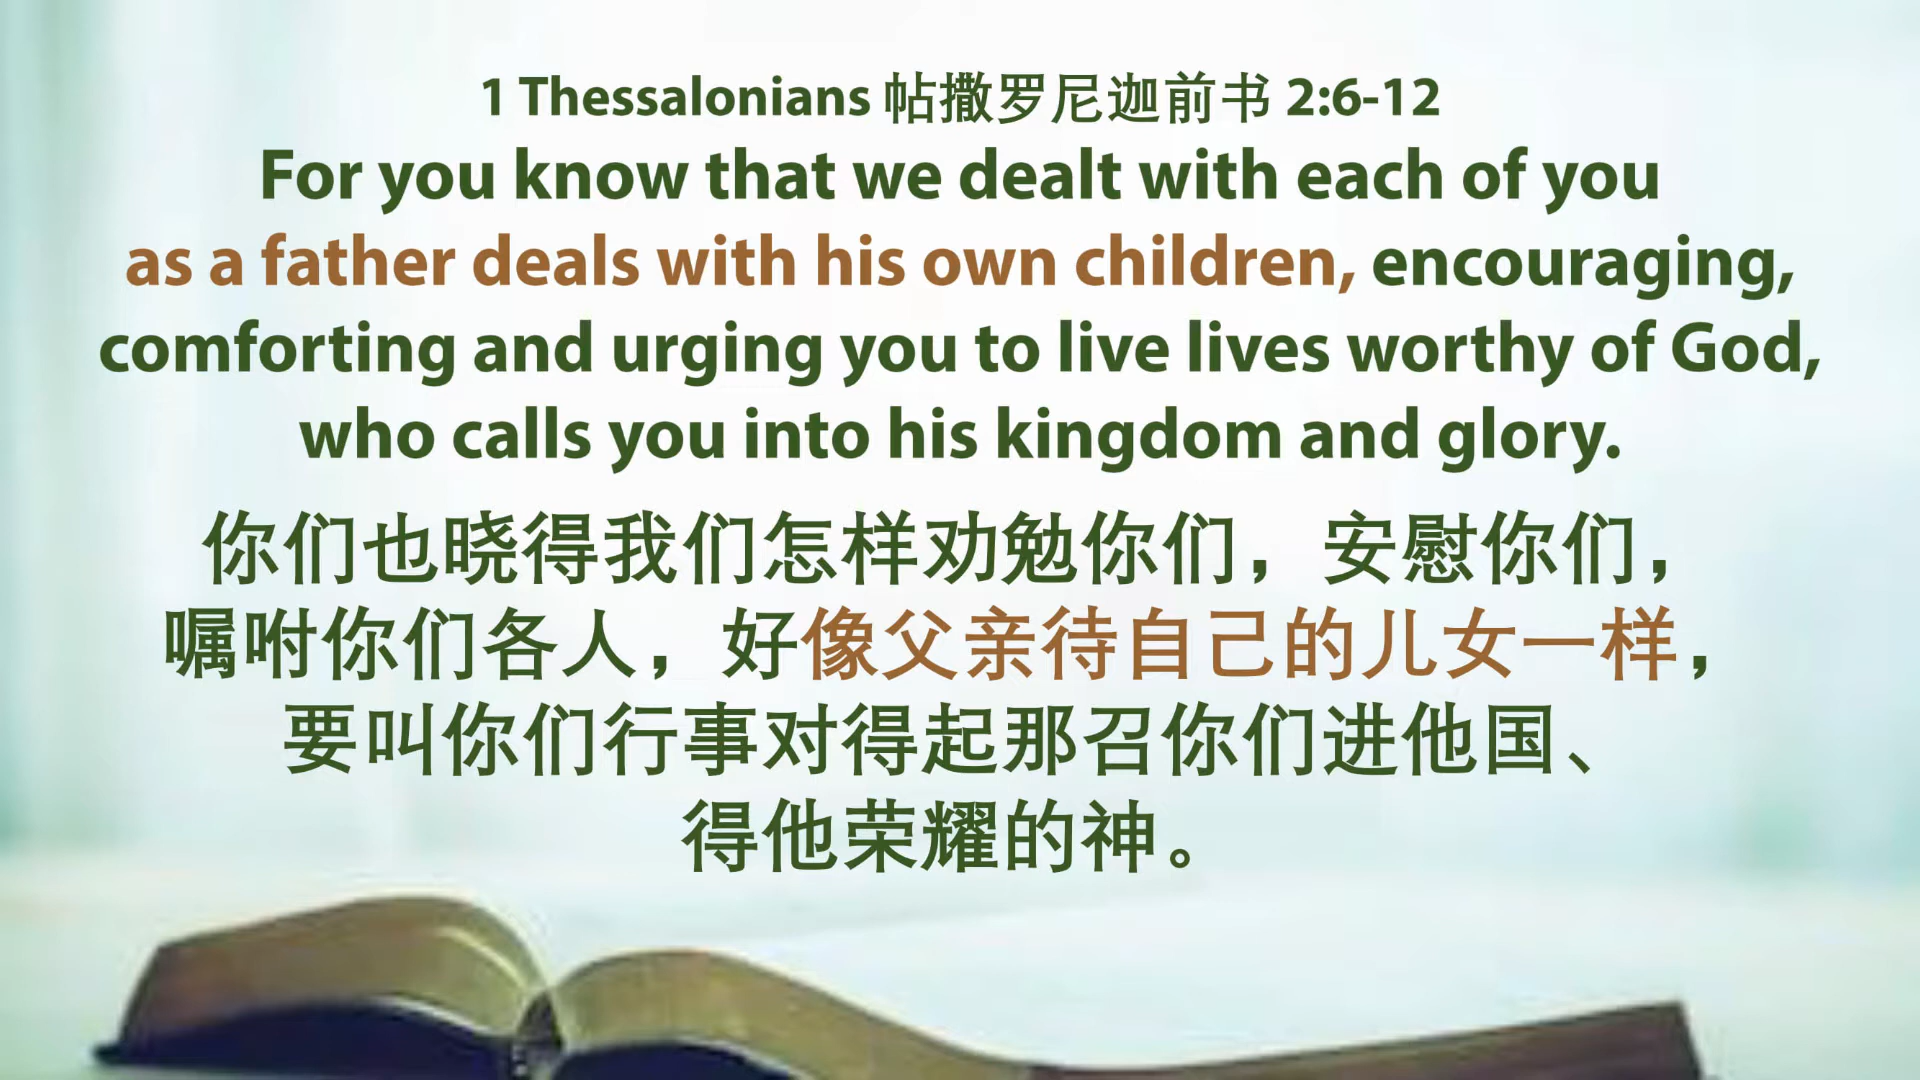 1 Thessalonians 帖撒罗尼迦前书 2:6-12
For you know that we dealt with each of you
as a father deals with his own children, encouraging,
comforting and urging you to live lives worthy of God,
who calls you into his kingdom and glory.
你们也晓得我们怎样劝勉你们，安慰你们，
嘱咐你们各人，好像父亲待自己的儿女一样，
要叫你们行事对得起那召你们进他国、
得他荣耀的神。